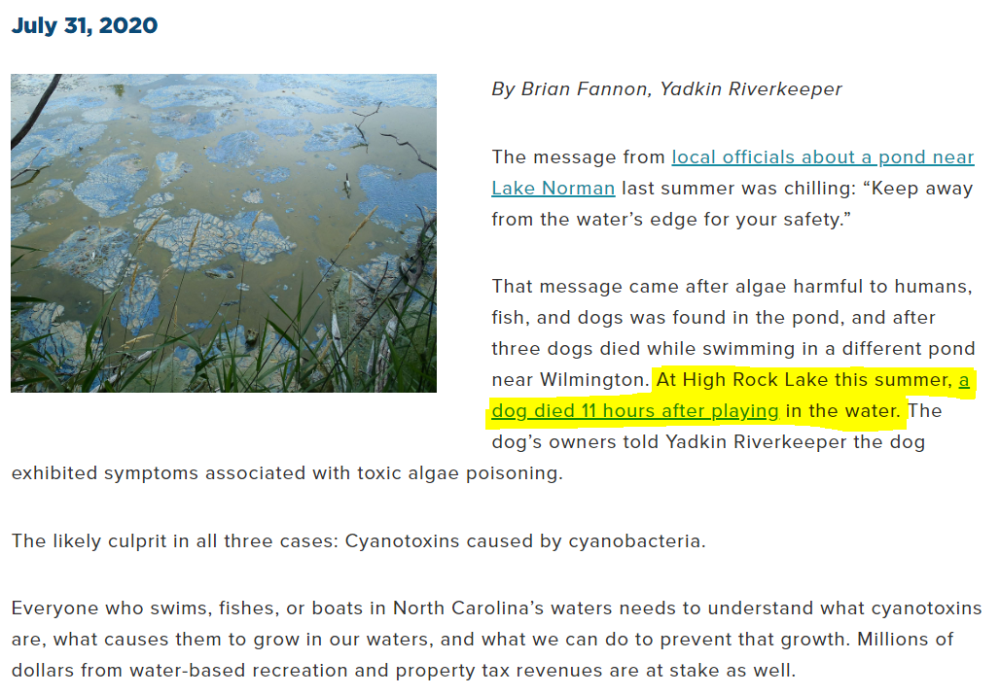 July 31, 2020
By Brian Fannon, Yadkin Riverkeeper
The message from local officials about a pond near
Lake Norman last summer was chilling: “Keep away
from the water’s edge for your safety.”
That message came after algae harmful to humans,
fish, and dogs was found in the pond, and after
three dogs died while swimming in a different pond
near Wilmington. At High Rock Lake this summer, a
dog died 11 hours after playing in the water. The
dog’s owners told Yadkin Riverkeeper the dog
exhibited symptoms associated with toxic algae poisoning.
The likely culprit in all three cases: Cyanotoxins caused by cyanobacteria.
Everyone who swims, fishes, or boats in North Carolina’s waters needs to understand what cyanotoxins
are, what causes them to grow in our waters, and what we can do to prevent that growth. Millions of
dollars from water-based recreation and property tax revenues are at stake as well.